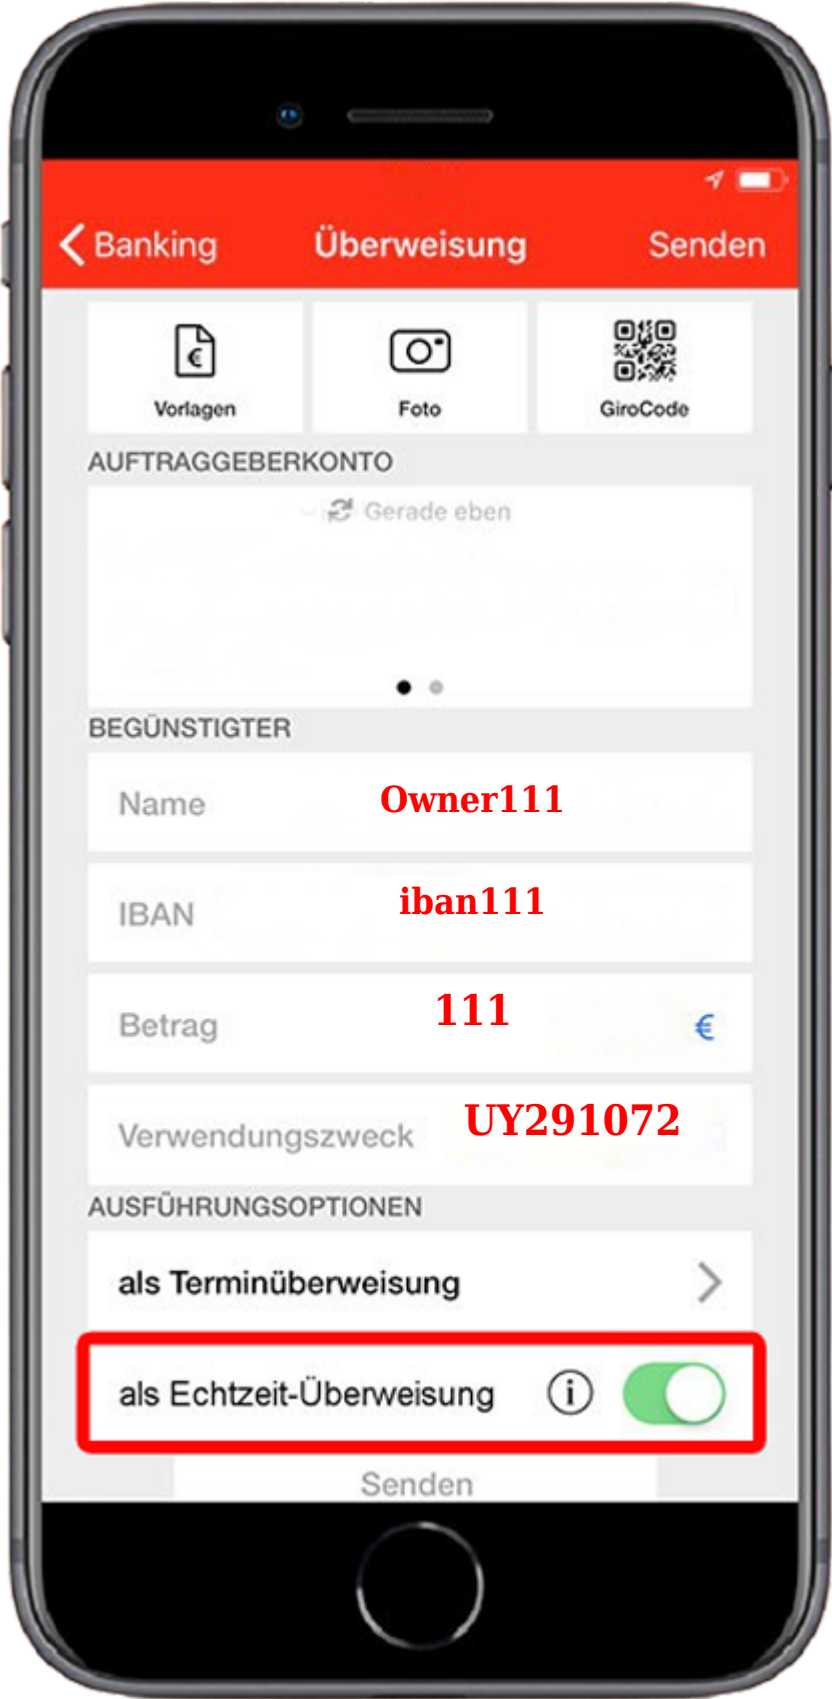 Banking Überweisung Senden
Vorlagen Foto GiroCode
AUFTRAGGEBERKONTO
Gerade eben
BEGÜNSTIGTER
Name Owner111
IBAN iban111
Betrag 111 €
Verwendungszweck UY291072
AUSFÜHRUNGSOPTIONEN
als Terminüberweisung
als Echtzeit-Überweisung i
Senden